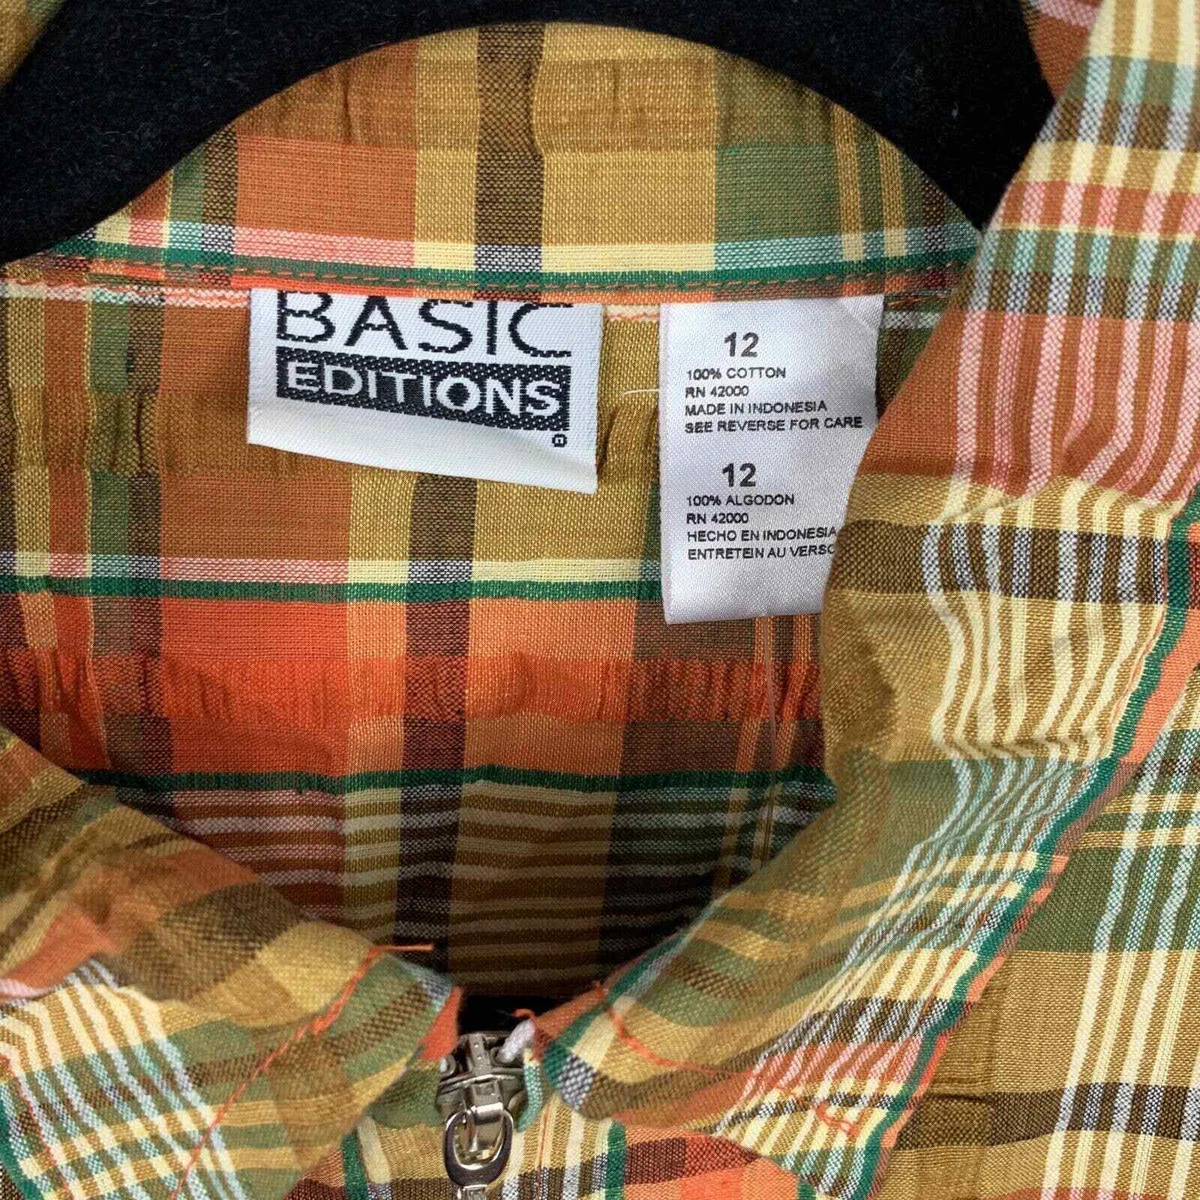 BASIC
EDITIONS
®
12
100% COTTON
RN 42000
MADE IN INDONESIA
SEE REVERSE FOR CARE
12
100% ALGODON
RN 42000
HECHO EN INDONESIA
ENTRETEIN AU VERSO